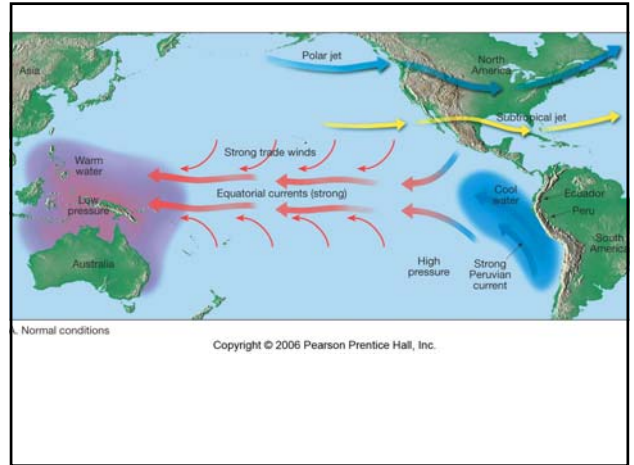 Polar jet
North
America
Asia
Subtropical jet
Strong trade winds
Warm
water
Equatorial currents (strong)
Low
pressure
Cool
water
Ecuador
Peru
South
America
Australia
High
pressure
Strong
Peruvian
current
. Normal conditions
Copyright © 2006 Pearson Prentice Hall, Inc.